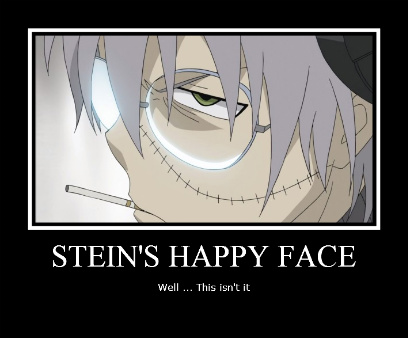 STEIN'S HAPPY FACE
Well ... This isn't it